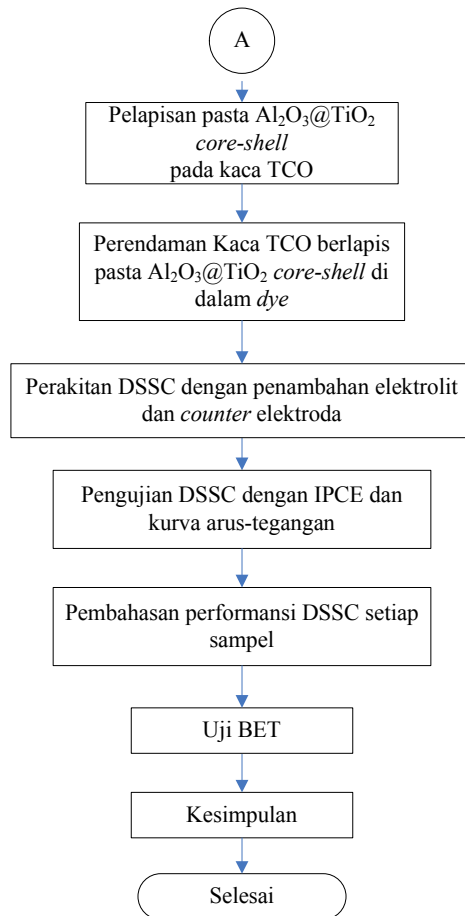 A
Pelapisan pasta Al₂O₃@TiO₂
core-shell
pada kaca TCO
Perendaman Kaca TCO berlapis
pasta Al₂O₃@TiO₂ core-shell di
dalam dye
Perakitan DSSC dengan penambahan elektrolit
dan counter elektroda
Pengujian DSSC dengan IPCE dan
kurva arus-tegangan
Pembahasan performansi DSSC setiap
sampel
Uji BET
Kesimpulan
Selesai